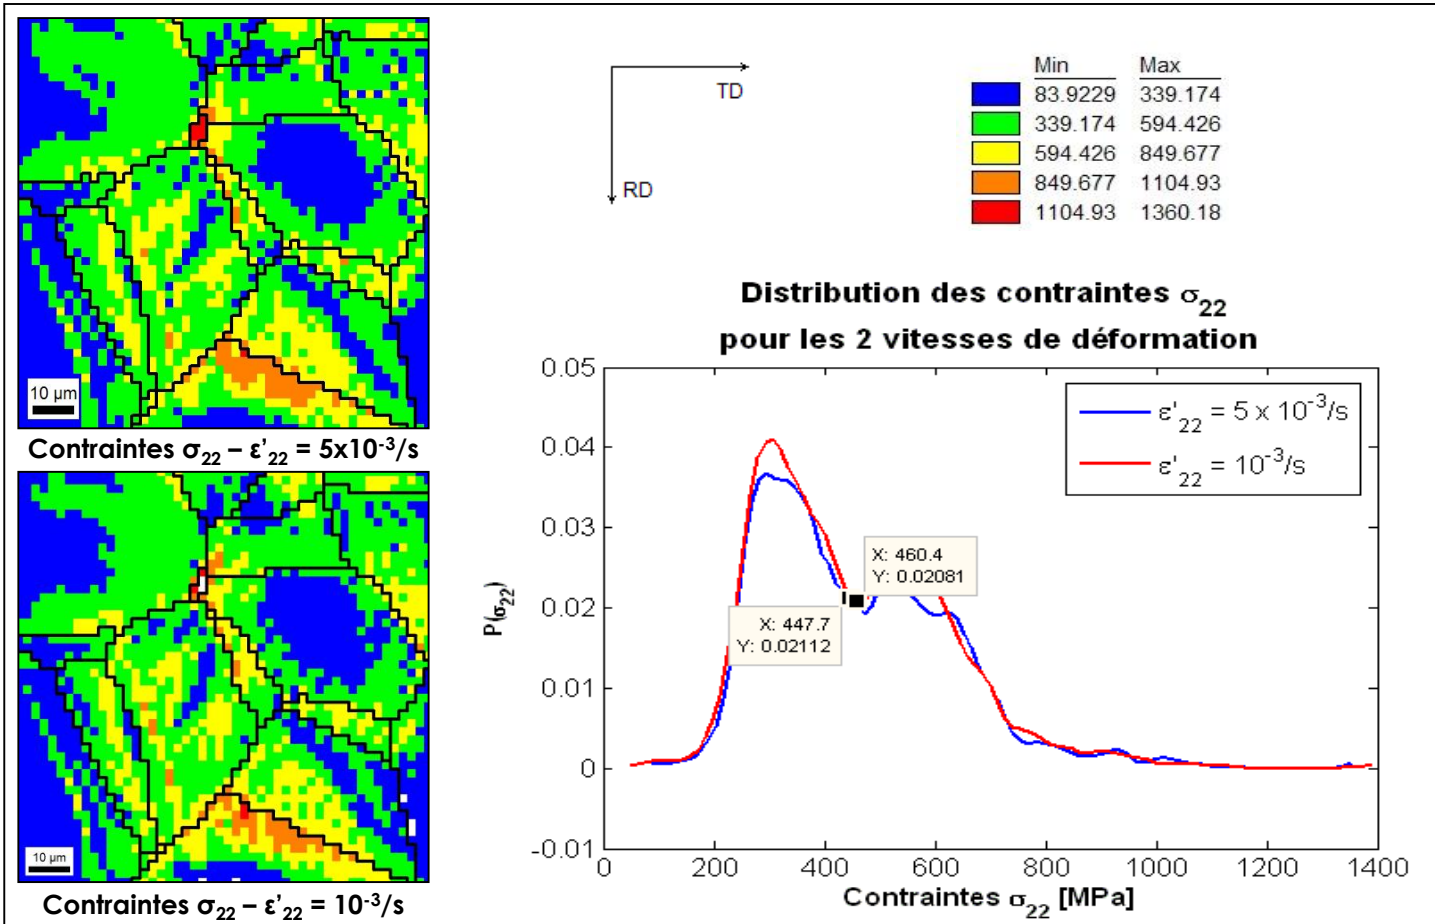 10 µm
Contraintes σ22 – ε'22 = 5x10-3/s
10 µm
Contraintes σ22 – ε'22 = 10-3/s
TD
RD
Min Max
83.9229 339.174
339.174 594.426
594.426 849.677
849.677 1104.93
1104.93 1360.18
Distribution des contraintes σ22
pour les 2 vitesses de déformation
ε'22 = 5 x 10-3/s
ε'22 = 10-3/s
X: 460.4
Y: 0.02081
X: 447.7
Y: 0.02112
P(σ22)
0.05
0.04
0.03
0.02
0.01
0
-0.01
0 200 400 600 800 1000 1200 1400
Contraintes σ22 [MPa]